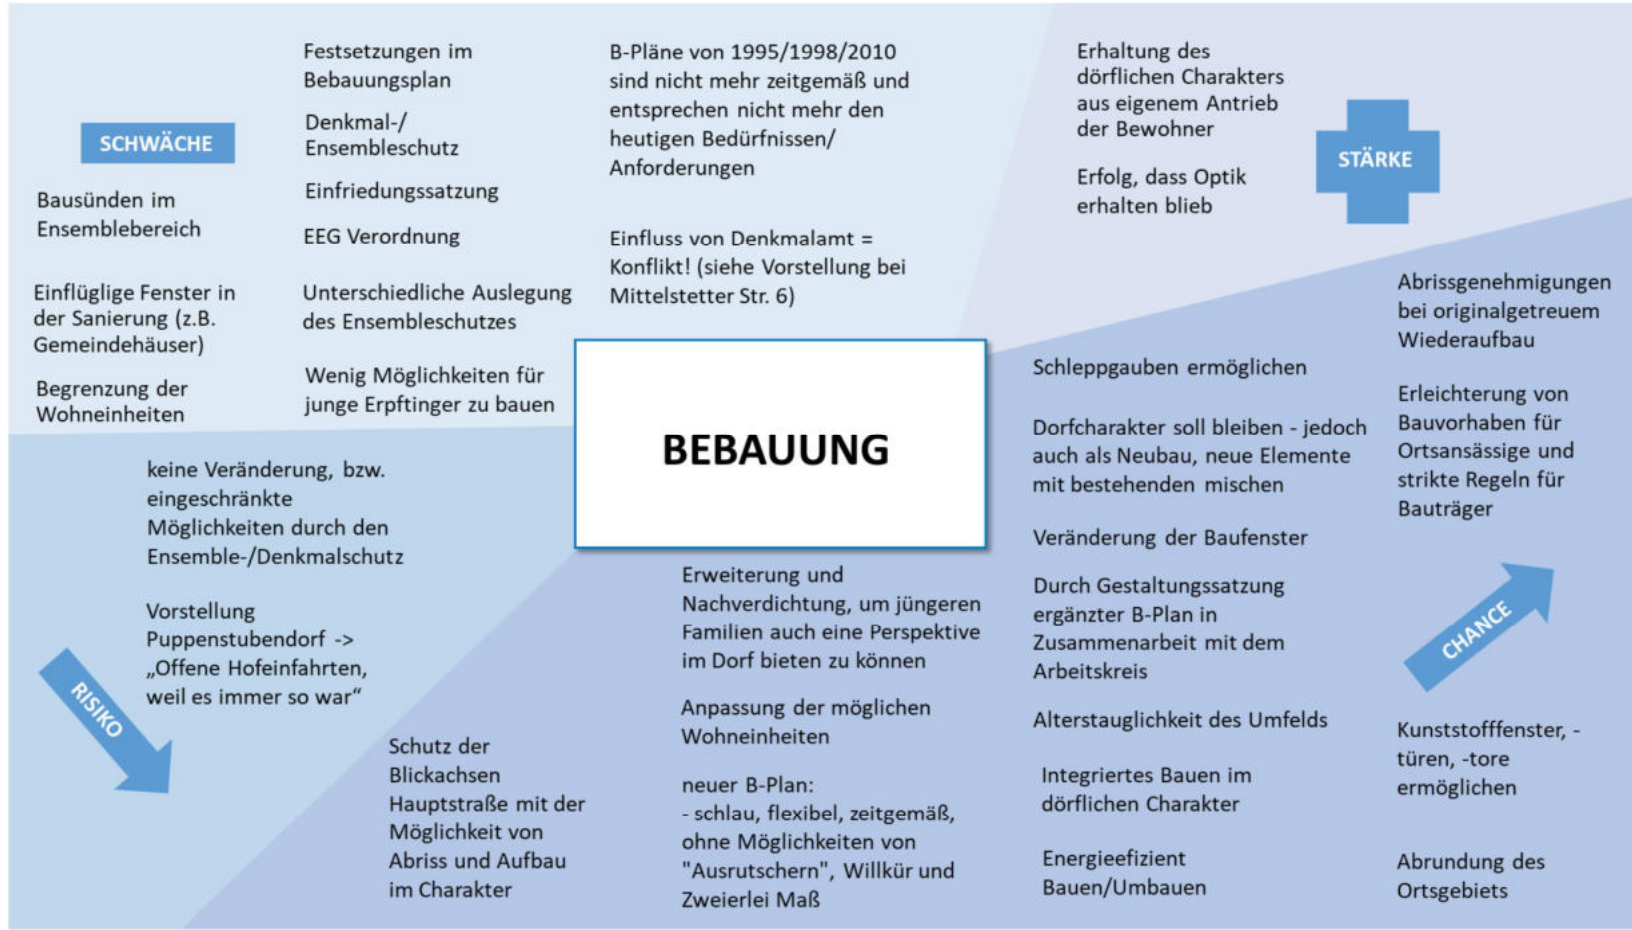 SCHWÄCHE
Bausünden im
Ensemblebereich
Einflüglige Fenster in
der Sanierung (z.B.
Gemeindehäuser)
Begrenzung der
Wohneinheiten
Festsetzungen im
Bebauungsplan
Denkmal-/
Ensembleschutz
Einfriedungssatzung
EEG Verordnung
Unterschiedliche Auslegung
des Ensembleschutzes
Wenig Möglichkeiten für
junge Erpftinger zu bauen
B-Pläne von 1995/1998/2010
sind nicht mehr zeitgemäß und
entsprechen nicht mehr den
heutigen Bedürfnissen/
Anforderungen
Einfluss von Denkmalamt =
Konflikt! (siehe Vorstellung bei
Mittelstetter Str. 6)
Erhaltung des
dörflichen Charakters
aus eigenem Antrieb
der Bewohner
Erfolg, dass Optik
erhalten blieb
STÄRKE
BEBAUUNG
keine Veränderung, bzw.
eingeschränkte
Möglichkeiten durch den
Ensemble-/Denkmalschutz
Vorstellung
Puppenstubendorf ->
„Offene Hofeinfahrten,
weil es immer so war“
RISIKO
Schutz der
Blickachsen
Hauptstraße mit der
Möglichkeit von
Abriss und Aufbau
im Charakter
Erweiterung und
Nachverdichtung, um jüngeren
Familien auch eine Perspektive
im Dorf bieten zu können
Anpassung der möglichen
Wohneinheiten
neuer B-Plan:
- schlau, flexibel, zeitgemäß,
ohne Möglichkeiten von
"Ausrutschern", Willkür und
Zweierlei Maß
Schleppgauben ermöglichen
Dorfcharakter soll bleiben - jedoch
auch als Neubau, neue Elemente
mit bestehenden mischen
Veränderung der Baufenster
Durch Gestaltungssatzung
ergänzter B-Plan in
Zusammenarbeit mit dem
Arbeitskreis
Alterstauglichkeit des Umfelds
Integriertes Bauen im
dörflichen Charakter
Energieefizient
Bauen/Umbauen
Abrissgenehmigungen
bei originalgetreuem
Wiederaufbau
Erleichterung von
Bauvorhaben für
Ortsansässige und
strikte Regeln für
Bauträger
CHANCE
Kunststofffenster, -
türen, -tore
ermöglichen
Abrundung des
Ortsgebiets